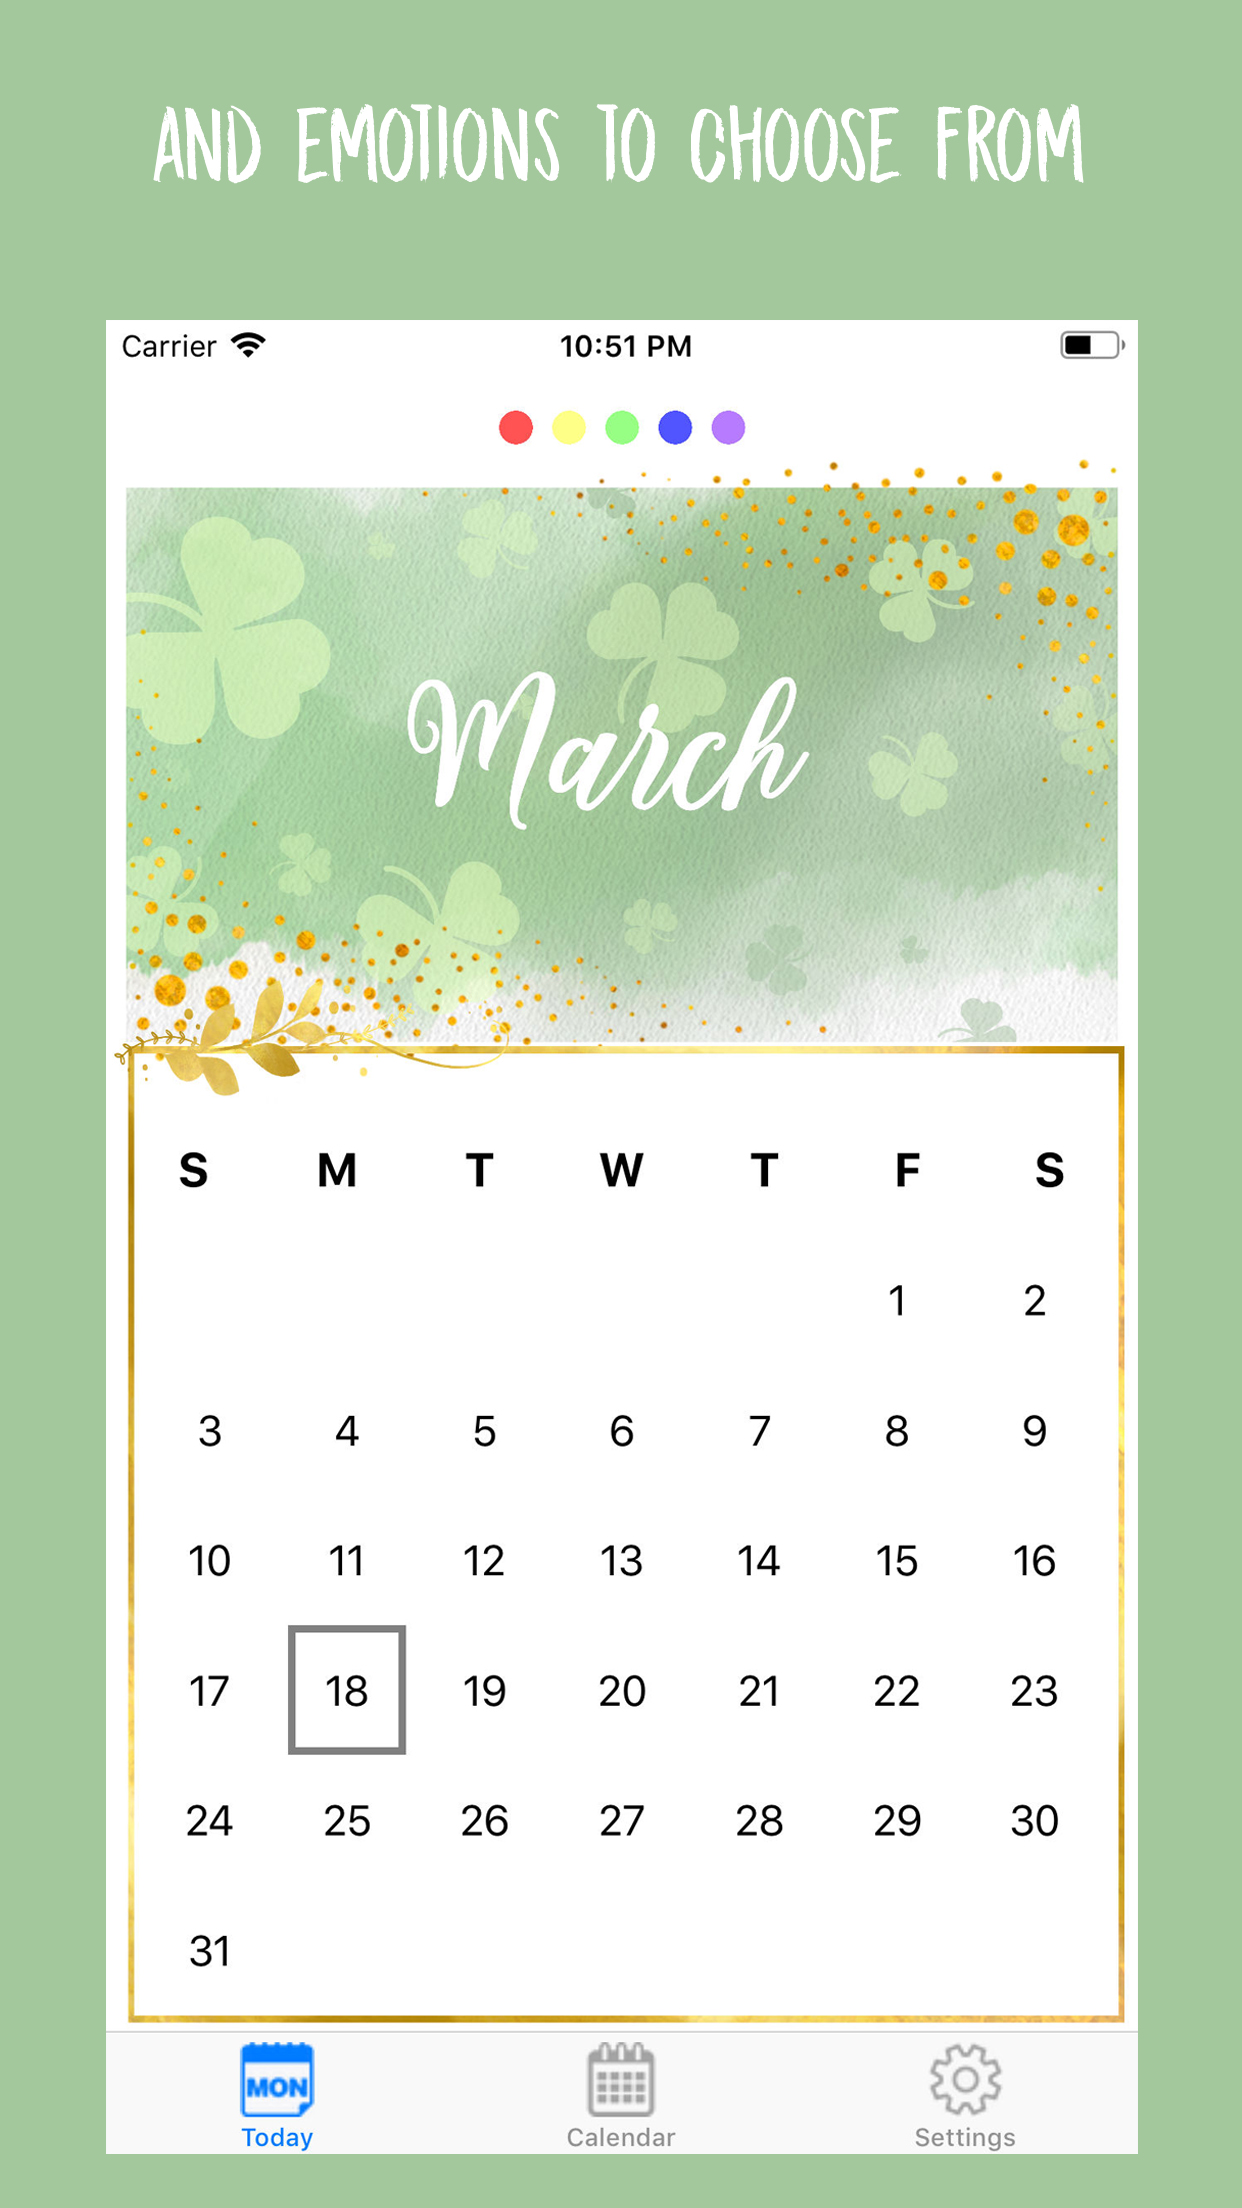 AND EMOTIONS TO CHOOSE FROM
Carrier 10:51 PM
March
S M T W T F S
1 2
3 4 5 6 7 8 9
10 11 12 13 14 15 16
17 18 19 20 21 22 23
24 25 26 27 28 29 30
31
MON
Today Calendar Settings